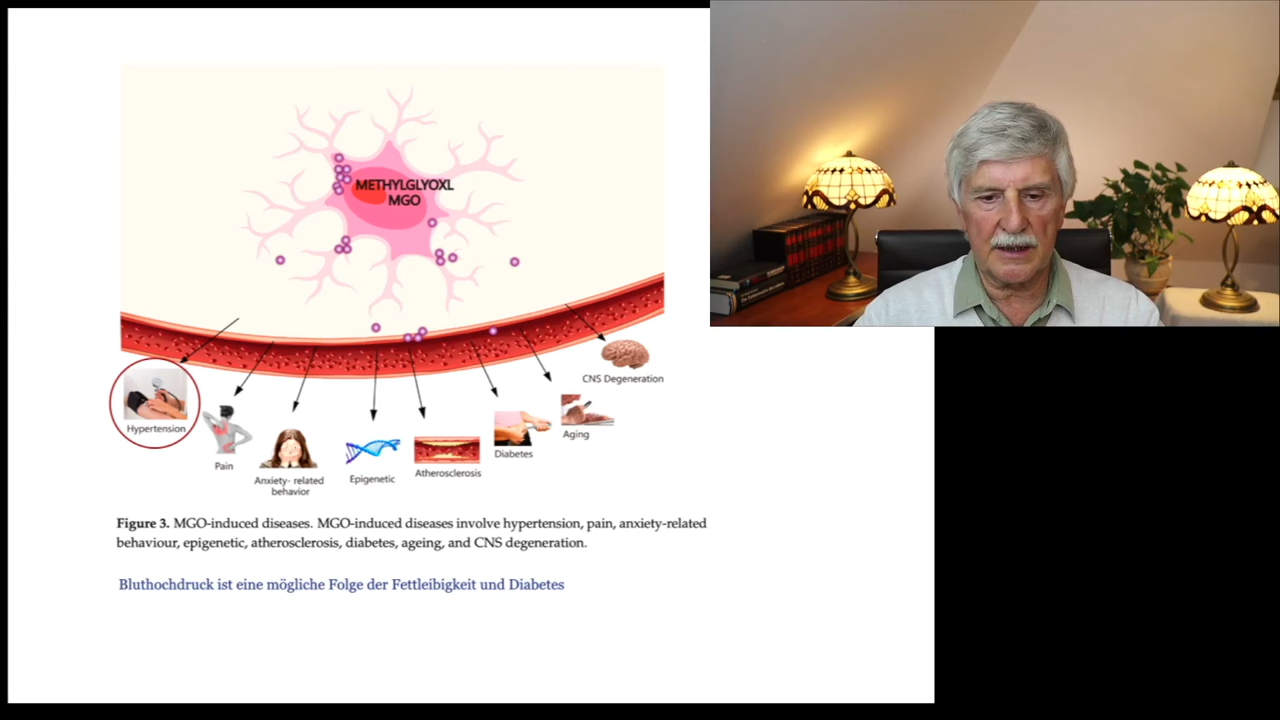 METHYLGLYOXL
MGO
CNS Degeneration
Hypertension
Aging
Diabetes
Pain
Anxiety- related
behavior
Epigenetic
Atherosclerosis
Figure 3. MGO-induced diseases. MGO-induced diseases involve hypertension, pain, anxiety-related
behaviour, epigenetic, atherosclerosis, diabetes, ageing, and CNS degeneration.
Bluthochdruck ist eine mögliche Folge der Fettleibigkeit und Diabetes